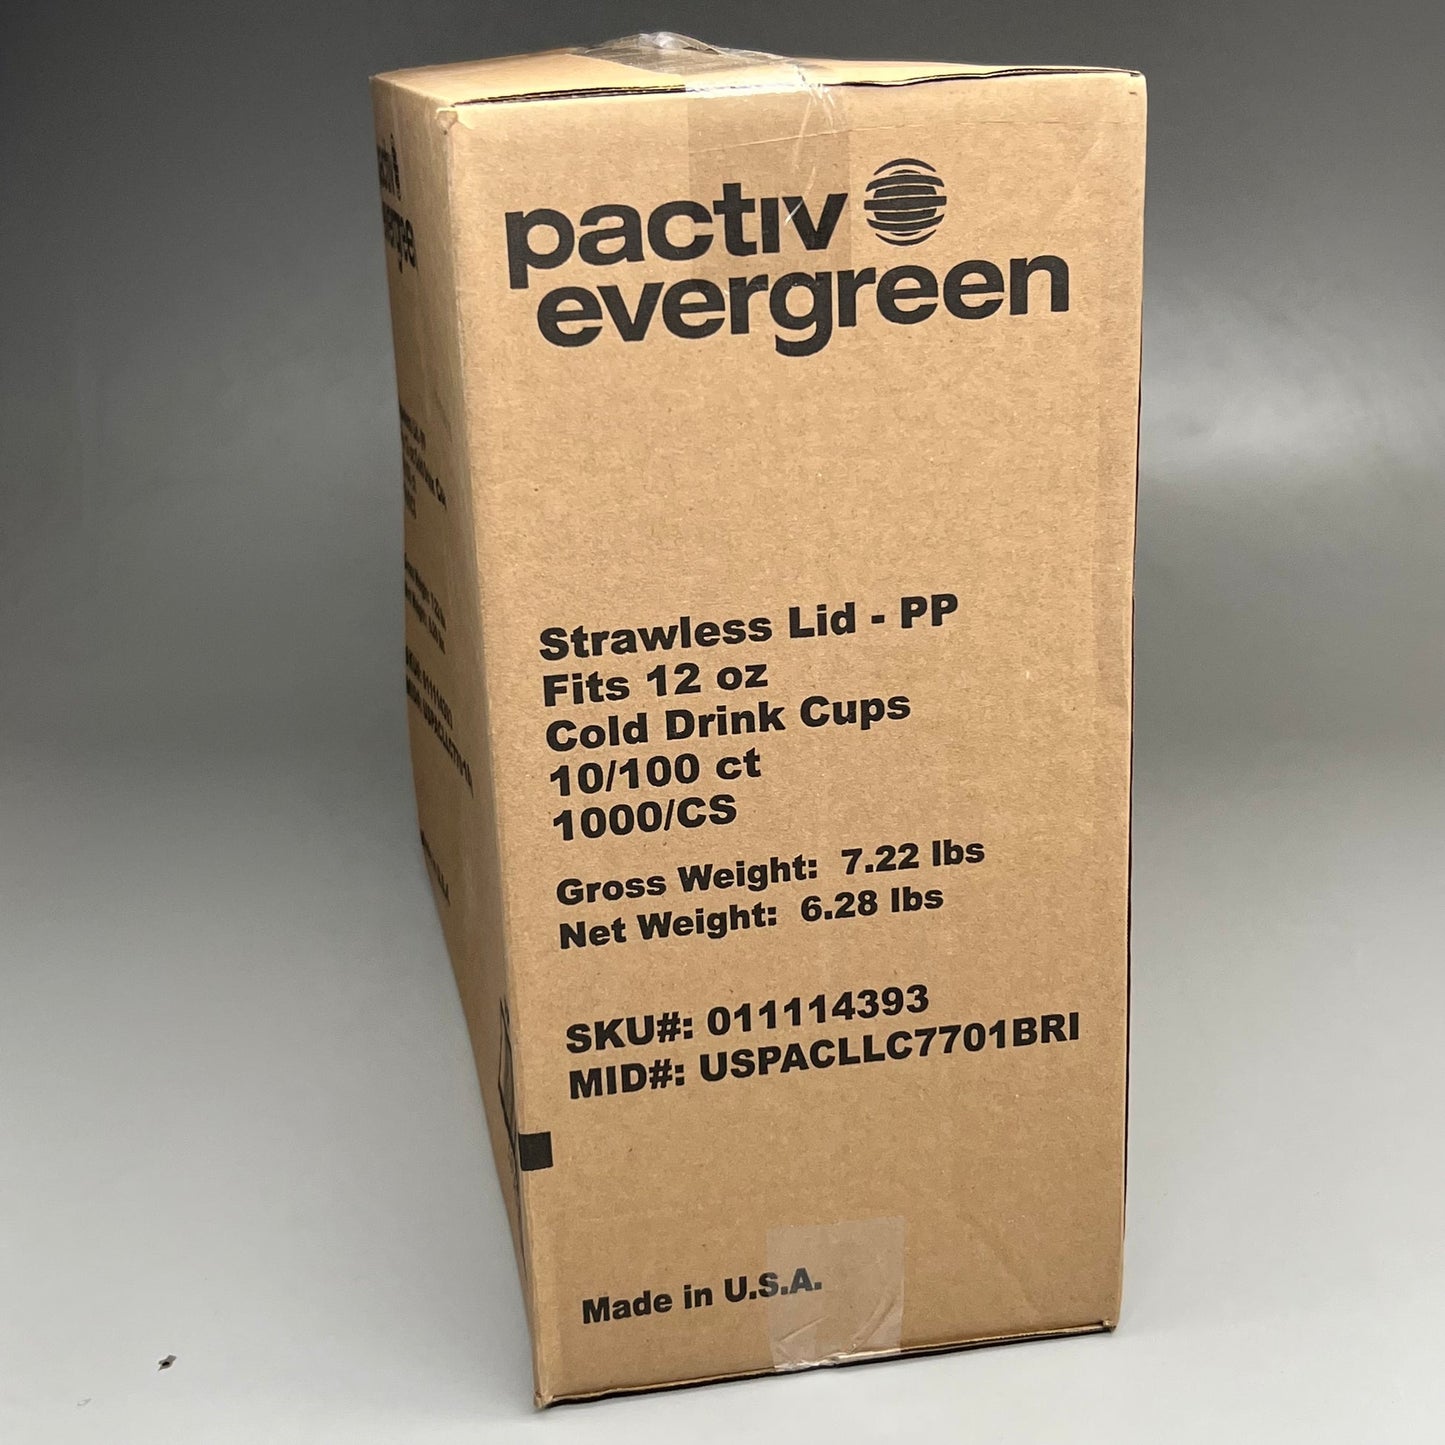 pactiv
evergreen
Strawless Lid - PP
Fits 12 oz
Cold Drink Cups
10/100 ct
1000/CS
Gross Weight: 7.22 lbs
Net Weight: 6.28 lbs
SKU#: 011114393
MID#: USPACLLC7701BRI
Made in U.S.A.